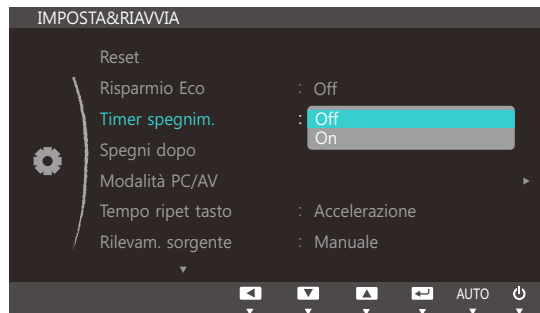 IMPOSTA&RIAVVIA
Reset
Risparmio Eco : Off
Timer spegnim. : Off
On
Spegni dopo
Modalità PC/AV
Tempo ripet tasto : Accelerazione
Rilevam. sorgente : Manuale
AUTO